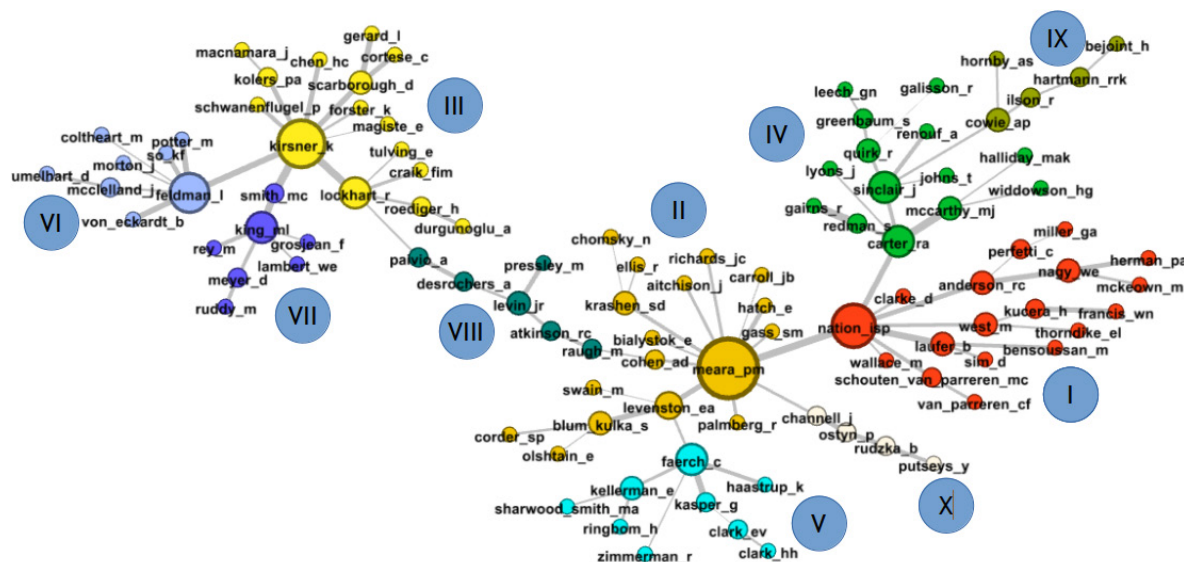 gerard_l
macnamara_j
chen_hc
cortese_c
kolers_pa
scarborough_d
schwanenflugel_p
forster_k
III
magiste_e
kirsner_k
coltheart_m
potter_m
so_kf
tulving_e
morton_j
umelhart_d
mcclelland_j
craik_fim
feldman_l
smith_mc
lockhart_r
VI
von_eckardt_b
roediger_h
durgunoglu_a
king_ml
rey_m
grosjean_f
lambert_we
meyer_d
ruddy_m
VII
paivio_a
pressley_m
desrochers_a
levin_jr
VIII
atkinson_rc
raugh_m
II
chomsky_n
richards_jc
ellis_r
aitchison_j
carroll_jb
krashen_sd
hatch_e
bialystok_e
gass_sm
cohen_ad
meara_pm
swain_m
levenston_ea
blum_kulka_s
palmberg_r
corder_sp
olshtain_e
faerch_c
kellerman_e
haastrup_k
sharwood_smith_ma
kasper_g
ringbom_h
clark_ev
V
zimmerman_r
clark_hh
channell_j
ostyn_p
rudzka_b
putseys_y
X
IX
bejoint_h
hornby_as
hartmann_rrk
ilson_r
cowie_ap
leech_gn
galisson_r
IV
greenbaum_s
renouf_a
quirk_r
halliday_mak
lyons_j
sinclair_j
johns_t
widdowson_hg
gairns_r
mccarthy_mj
redman_s
carter_ra
miller_ga
perfetti_c
nagy_we
herman_pa
anderson_rc
mckeown_m
clarke_d
kucera_h
francis_wn
nation_isp
west_m
thorndike_el
laufer_b
bensoussan_m
wallace_m
sim_d
schouten_van_parreren_mc
I
van_parreren_cf